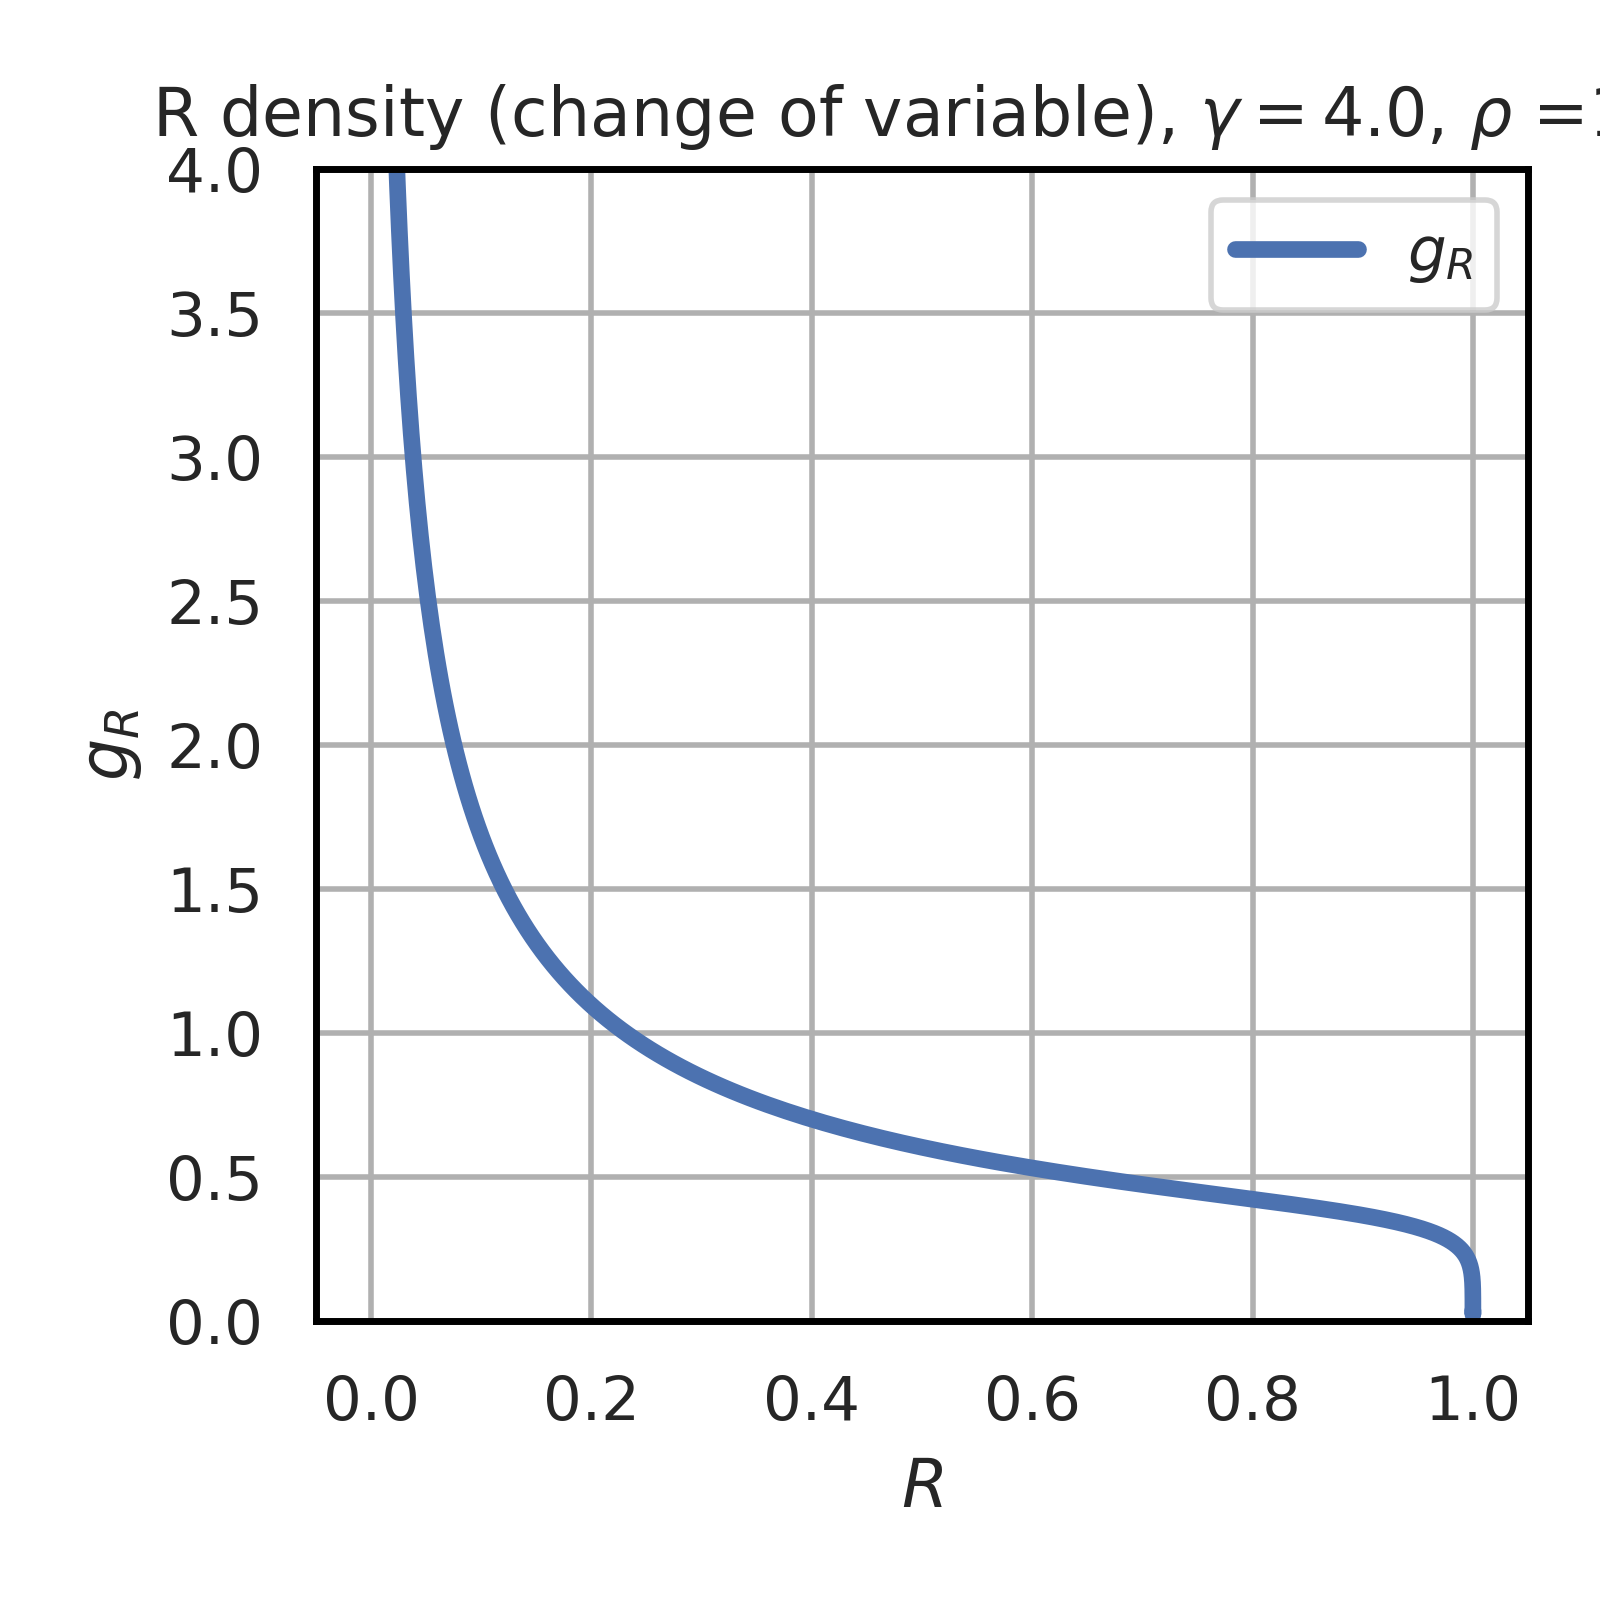 R density (change of variable), γ = 4.0, ρ =
4.0
3.5
3.0
2.5
2.0
1.5
1.0
0.5
0.0
g_R
g_R
0.0 0.2 0.4 0.6 0.8 1.0
R